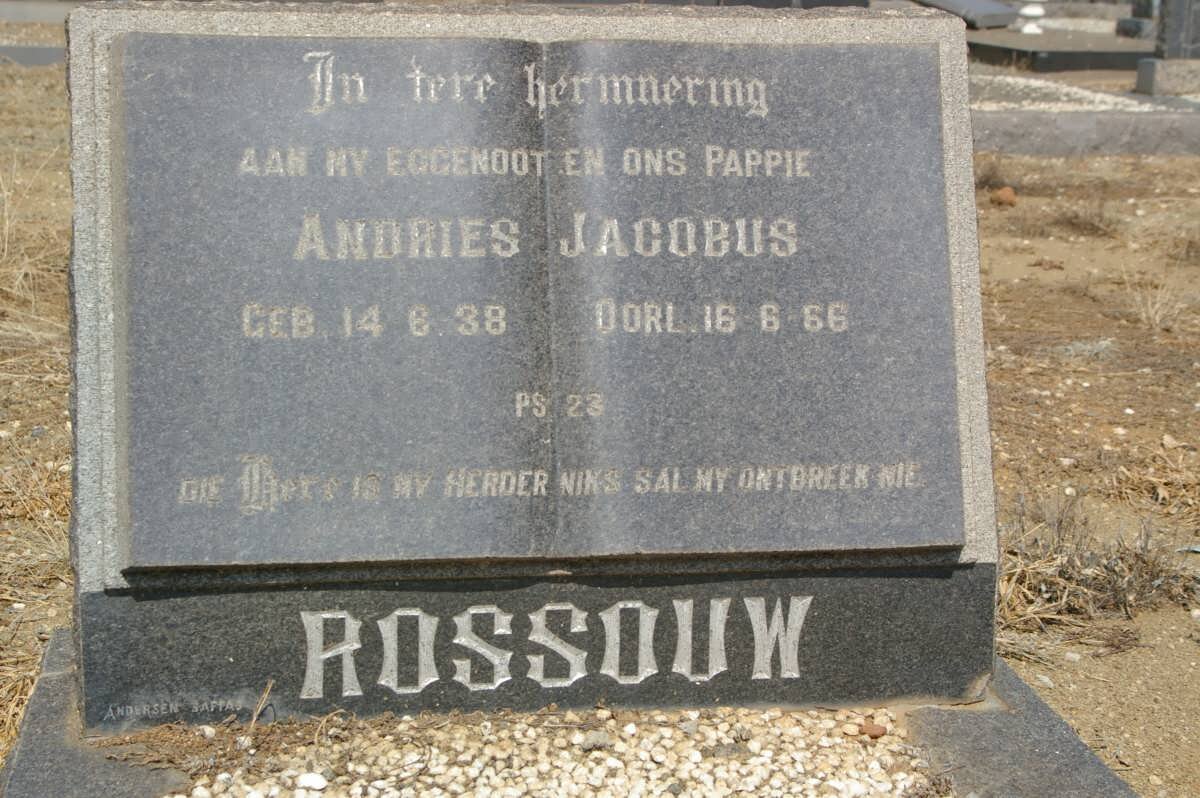 In tere herinnering
AAN MY EGGENOOT EN ONS PAPPIE
ANDRIES JACOBUS
GEB. 14 6 38 OORL. 16-6-66
PS 23
DIE Here IS MY HERDER NIKS SAL MY ONTBREEK NIE.
ROSSOUW
ANDERSEN